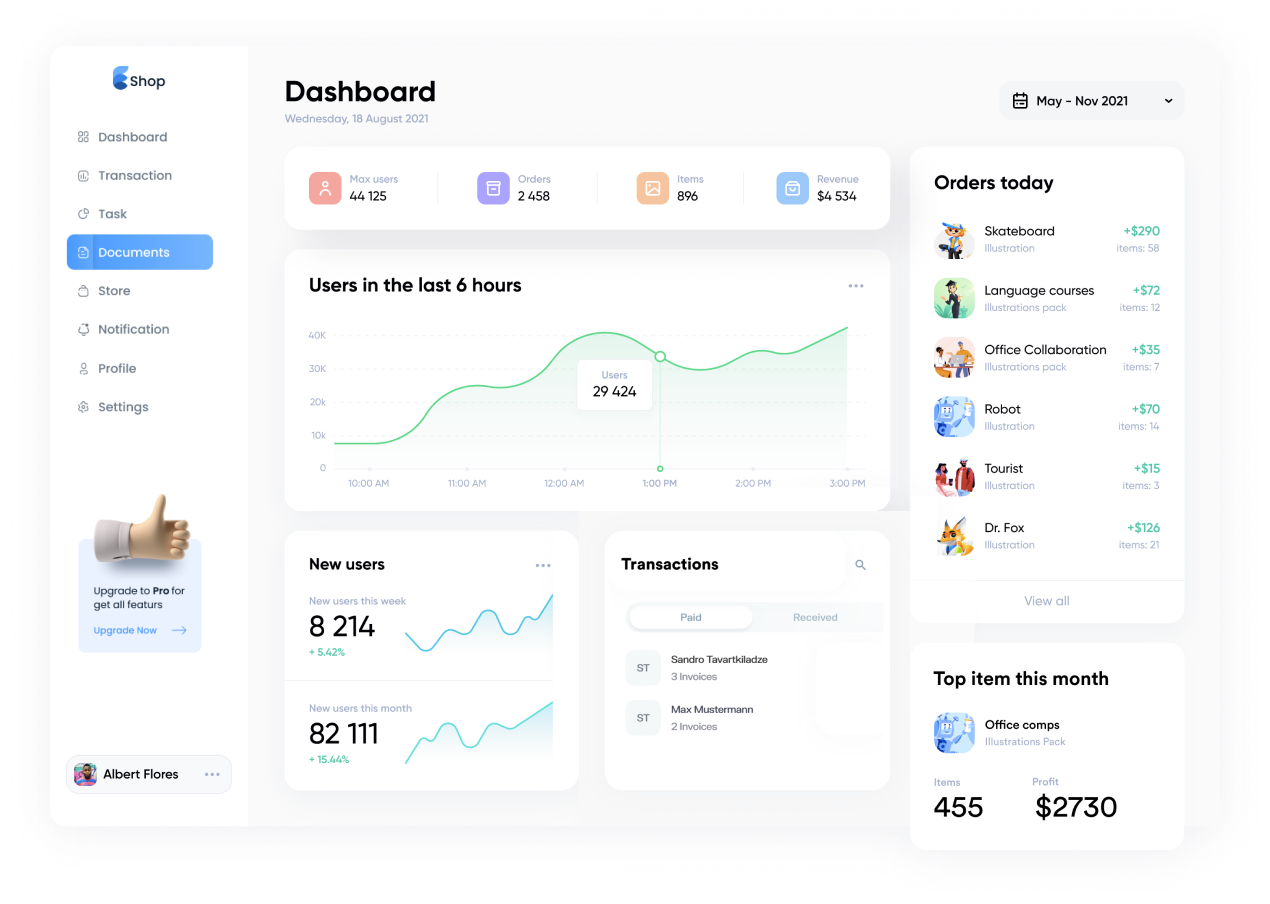 Shop
Dashboard
Transaction
Task
Documents
Store
Notification
Profile
Settings
Upgrade to Pro for
get all featurs
Upgrade Now
Albert Flores
Dashboard
Wednesday, 18 August 2021
May - Nov 2021
Max users
44 125
Orders
2 458
Items
896
Revenue
$4 534
Users in the last 6 hours
40K
30K
20k
10k
0
Users
29 424
10:00 AM
11:00 AM
12:00 AM
1:00 PM
2:00 PM
3:00 PM
New users
New users this week
8 214
+ 5.42%
New users this month
82 111
+ 15.44%
Transactions
Paid
Received
ST
Sandro Tavartkiladze
3 Invoices
ST
Max Mustermann
2 Invoices
Orders today
Skateboard
+$290
Illustration
items: 58
Language courses
+$72
Illustrations pack
items: 12
Office Collaboration
+$35
Illustrations pack
items: 7
Robot
+$70
Illustration
items: 14
Tourist
+$15
Illustration
items: 3
Dr. Fox
+$126
Illustration
items: 21
View all
Top item this month
Office comps
Illustrations Pack
Items
455
Profit
$2730